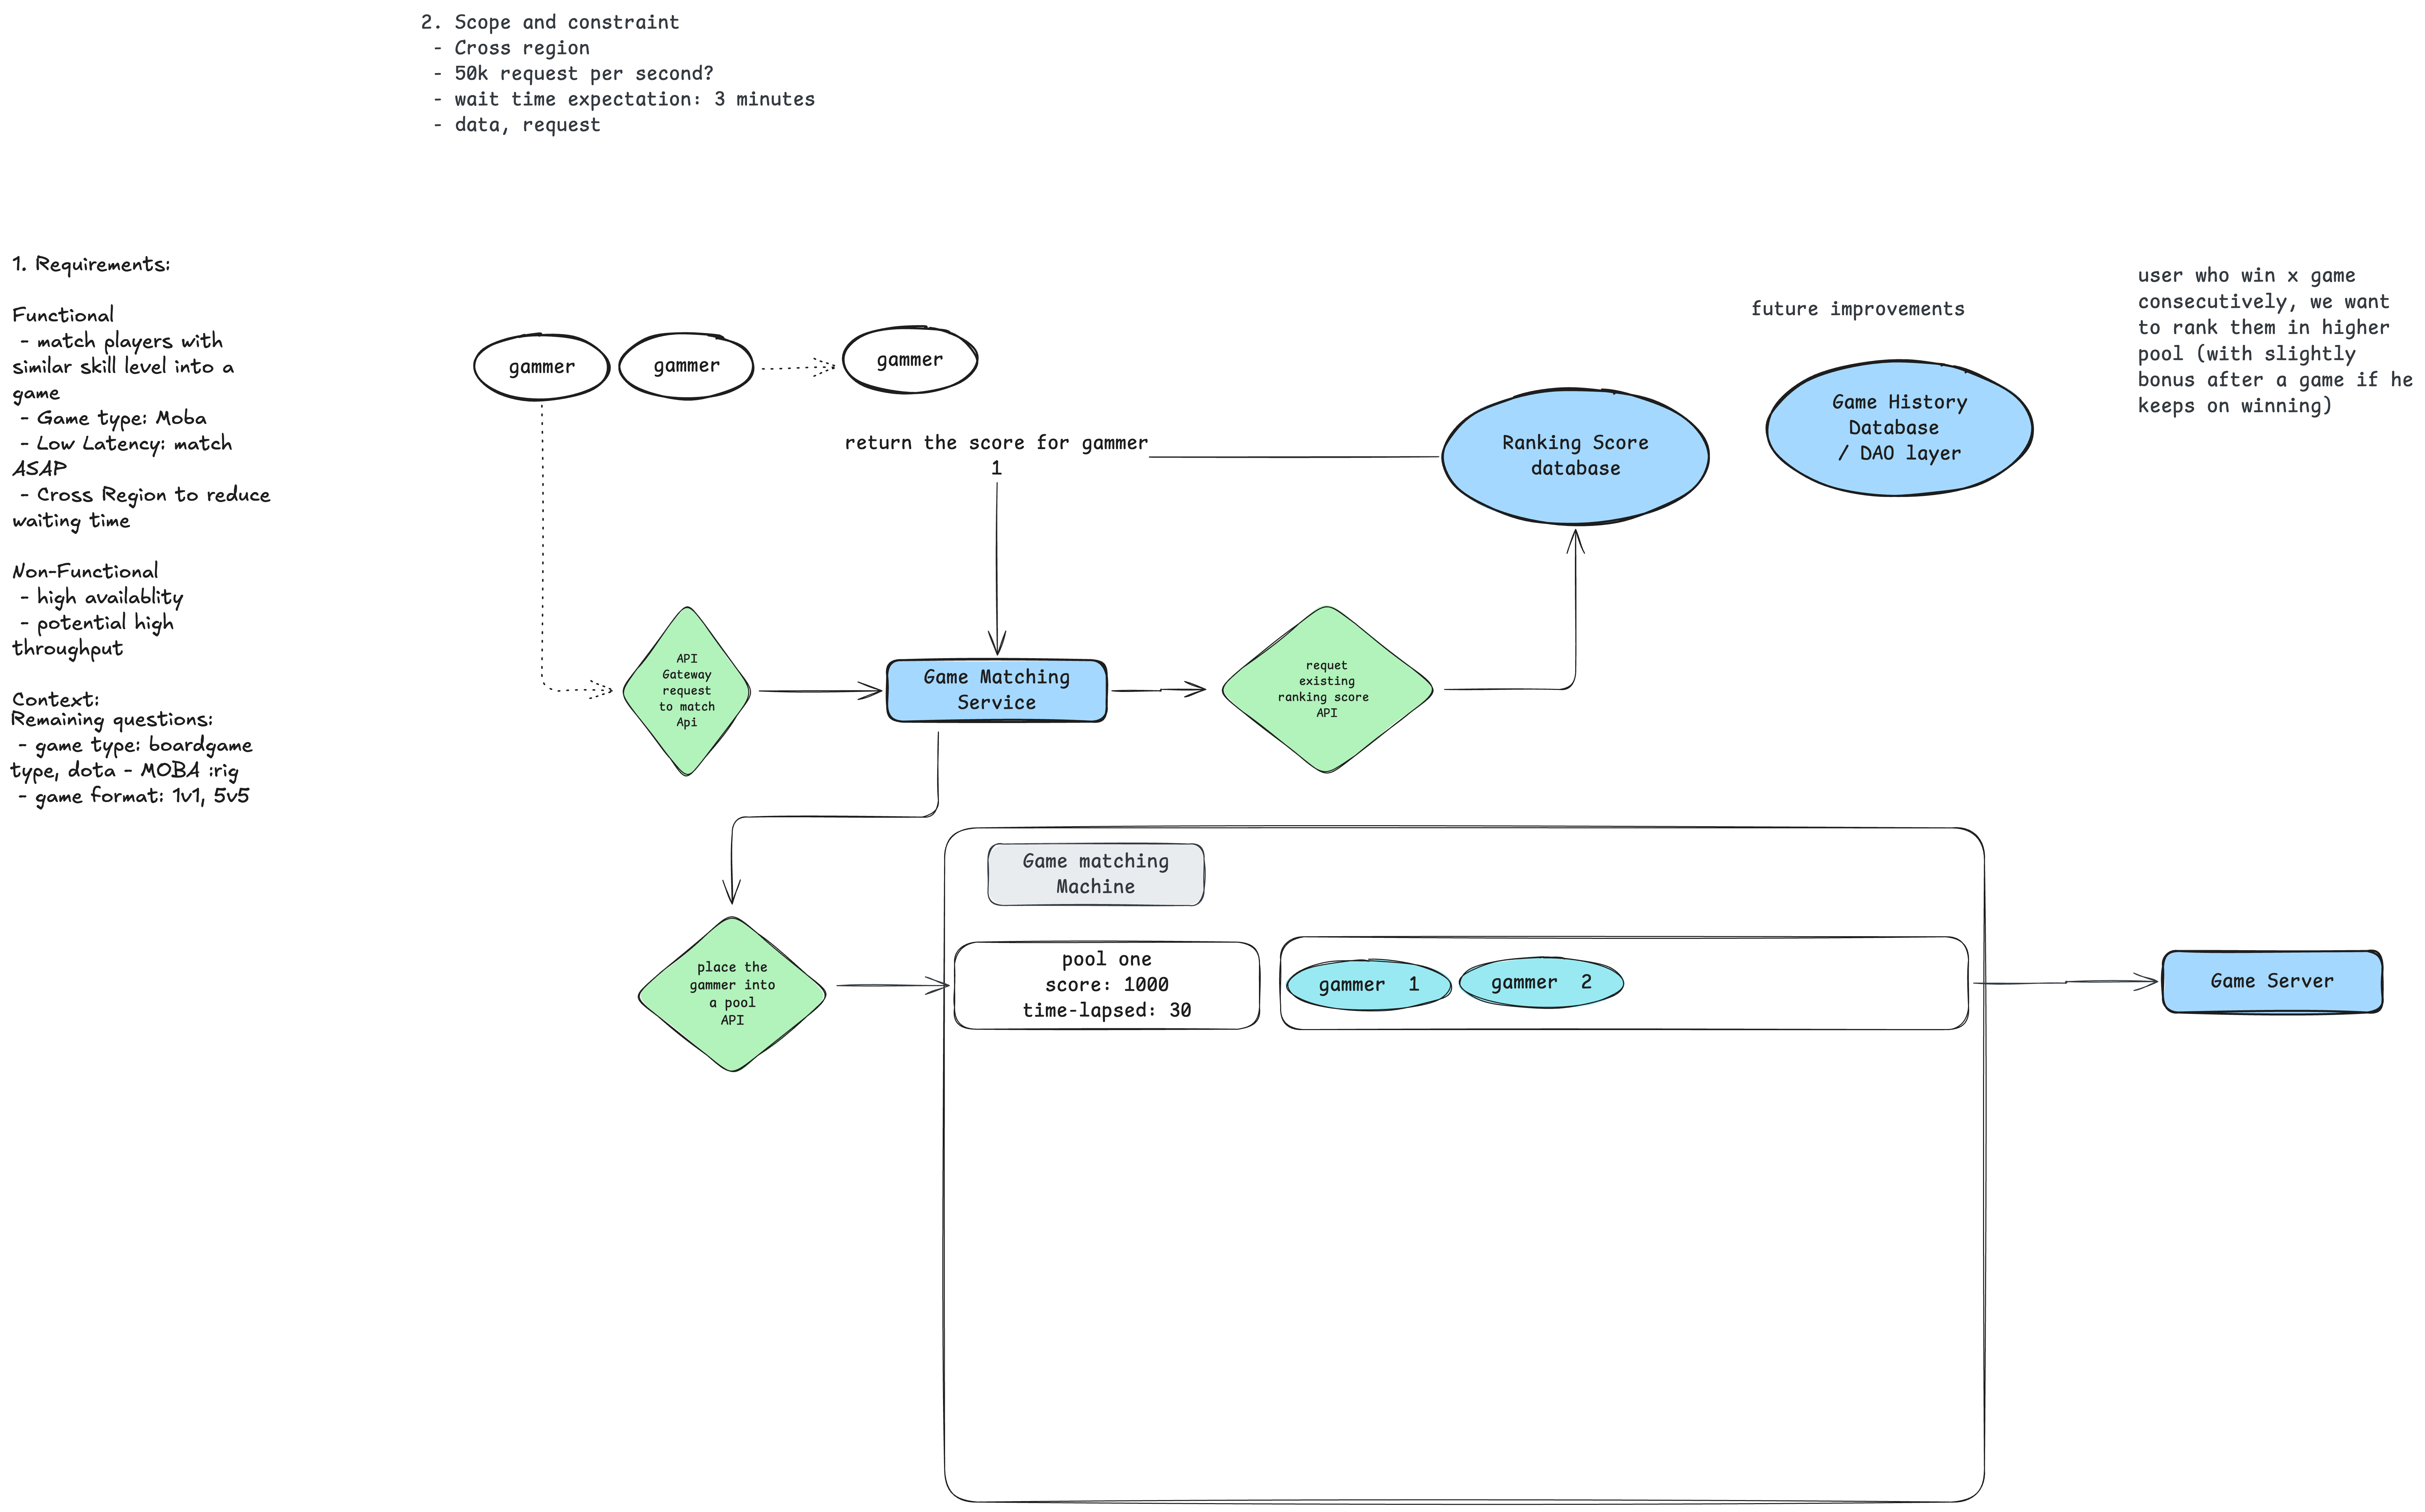 2. Scope and constraint
- Cross region
- 50k request per second?
- wait time expectation: 3 minutes
- data, request
1. Requirements:
Functional
- match players with
similar skill level into a
game
- Game type: Moba
- Low Latency: match
ASAP
- Cross Region to reduce
waiting time
Non-Functional
- high availablity
- potential high
throughput
Context:
Remaining questions:
- game type: boardgame
type, dota - MOBA :rig
- game format: 1v1, 5v5
gammer
gammer
gammer
return the score for gammer
1
Ranking Score
database
future improvements
Game History
Database
/ DAO layer
user who win x game
consecutively, we want
to rank them in higher
pool (with slightly
bonus after a game if he
keeps on winning)
API
Gateway
request
to match
Api
Game Matching
Service
requet
existing
ranking score
API
place the
gammer into
a pool
API
Game matching
Machine
pool one
score: 1000
time-lapsed: 30
gammer 1
gammer 2
Game Server